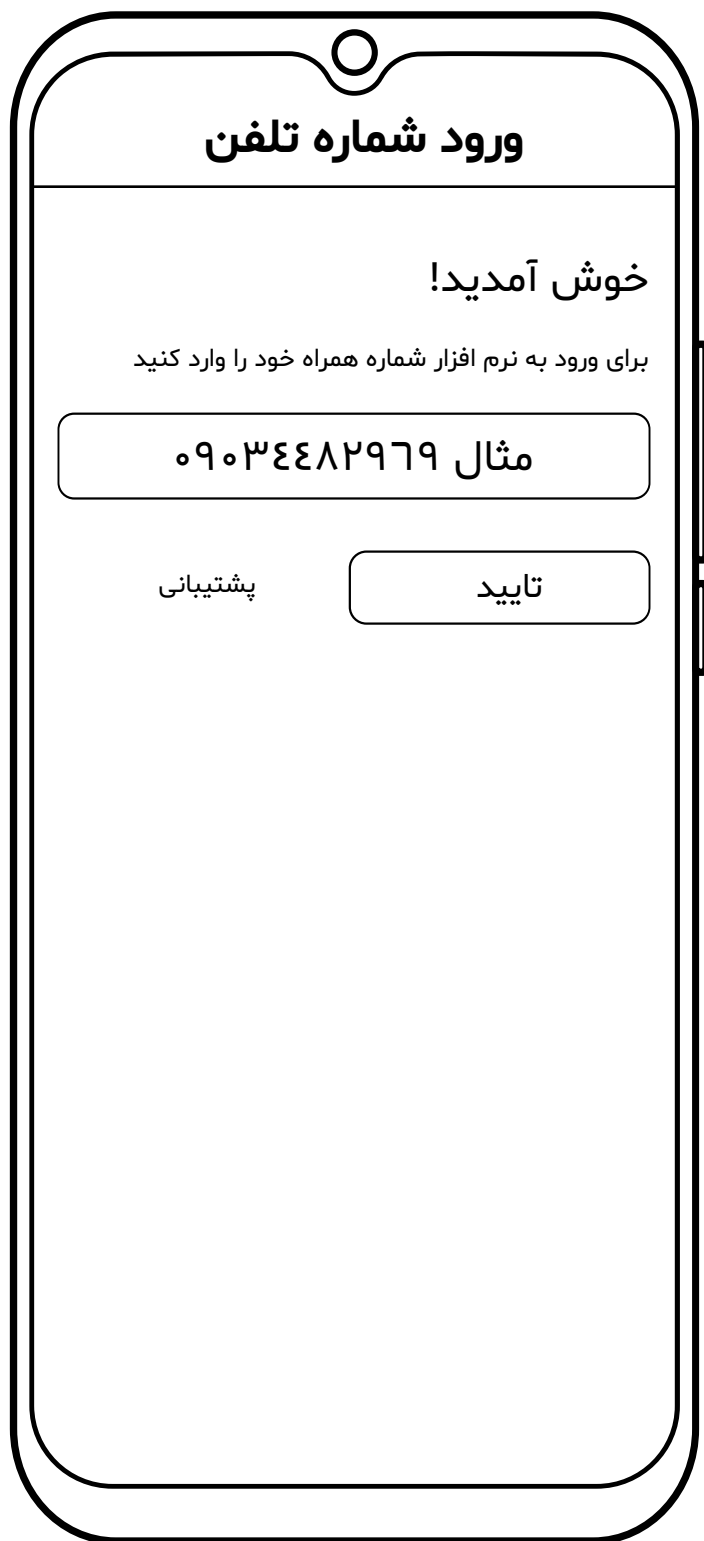 ورود شماره تلفن
خوش آمدید!
برای ورود به نرم افزار شماره همراه خود را وارد کنید
مثال ۰۹۰۳٤٤۸۲۹٦۹
تایید
پشتیبانی